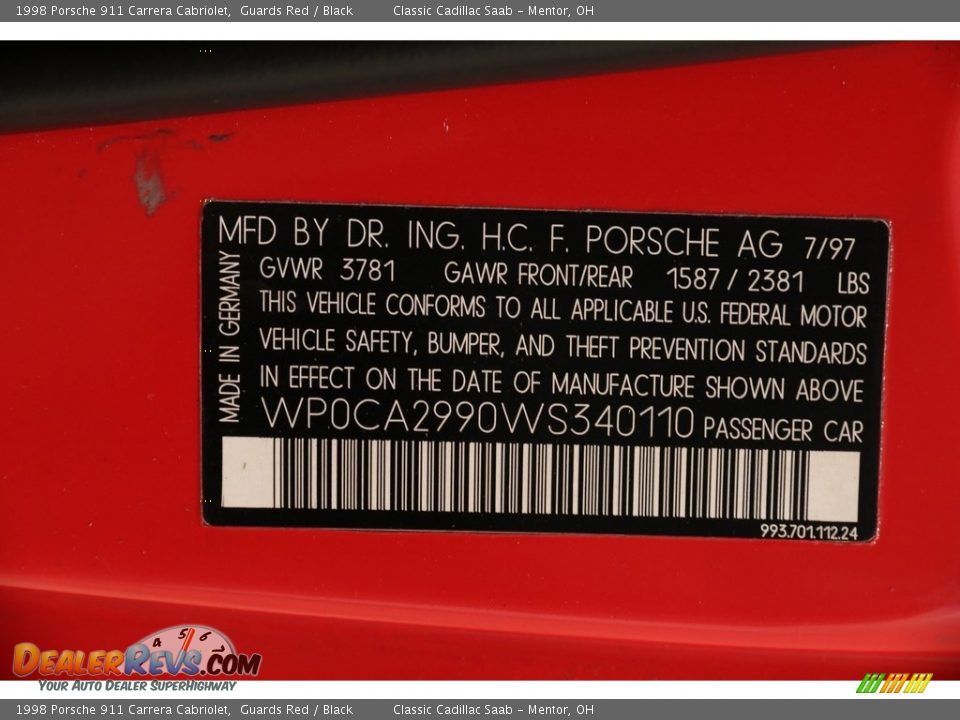 1998 Porsche 911 Carrera Cabriolet, Guards Red / Black Classic Cadillac Saab - Mentor, OH
MFD BY DR. ING. H.C. F. PORSCHE AG 7/97
GVWR 3781 GAWR FRONT/REAR 1587 / 2381 LBS
THIS VEHICLE CONFORMS TO ALL APPLICABLE U.S. FEDERAL MOTOR
VEHICLE SAFETY, BUMPER, AND THEFT PREVENTION STANDARDS
IN EFFECT ON THE DATE OF MANUFACTURE SHOWN ABOVE
WP0CA2990WS340110 PASSENGER CAR
MADE IN GERMANY
993.701.112.24
4 5 6
DEALERREVS.COM
YOUR AUTO DEALER SUPERHIGHWAY
1998 Porsche 911 Carrera Cabriolet, Guards Red / Black Classic Cadillac Saab - Mentor, OH